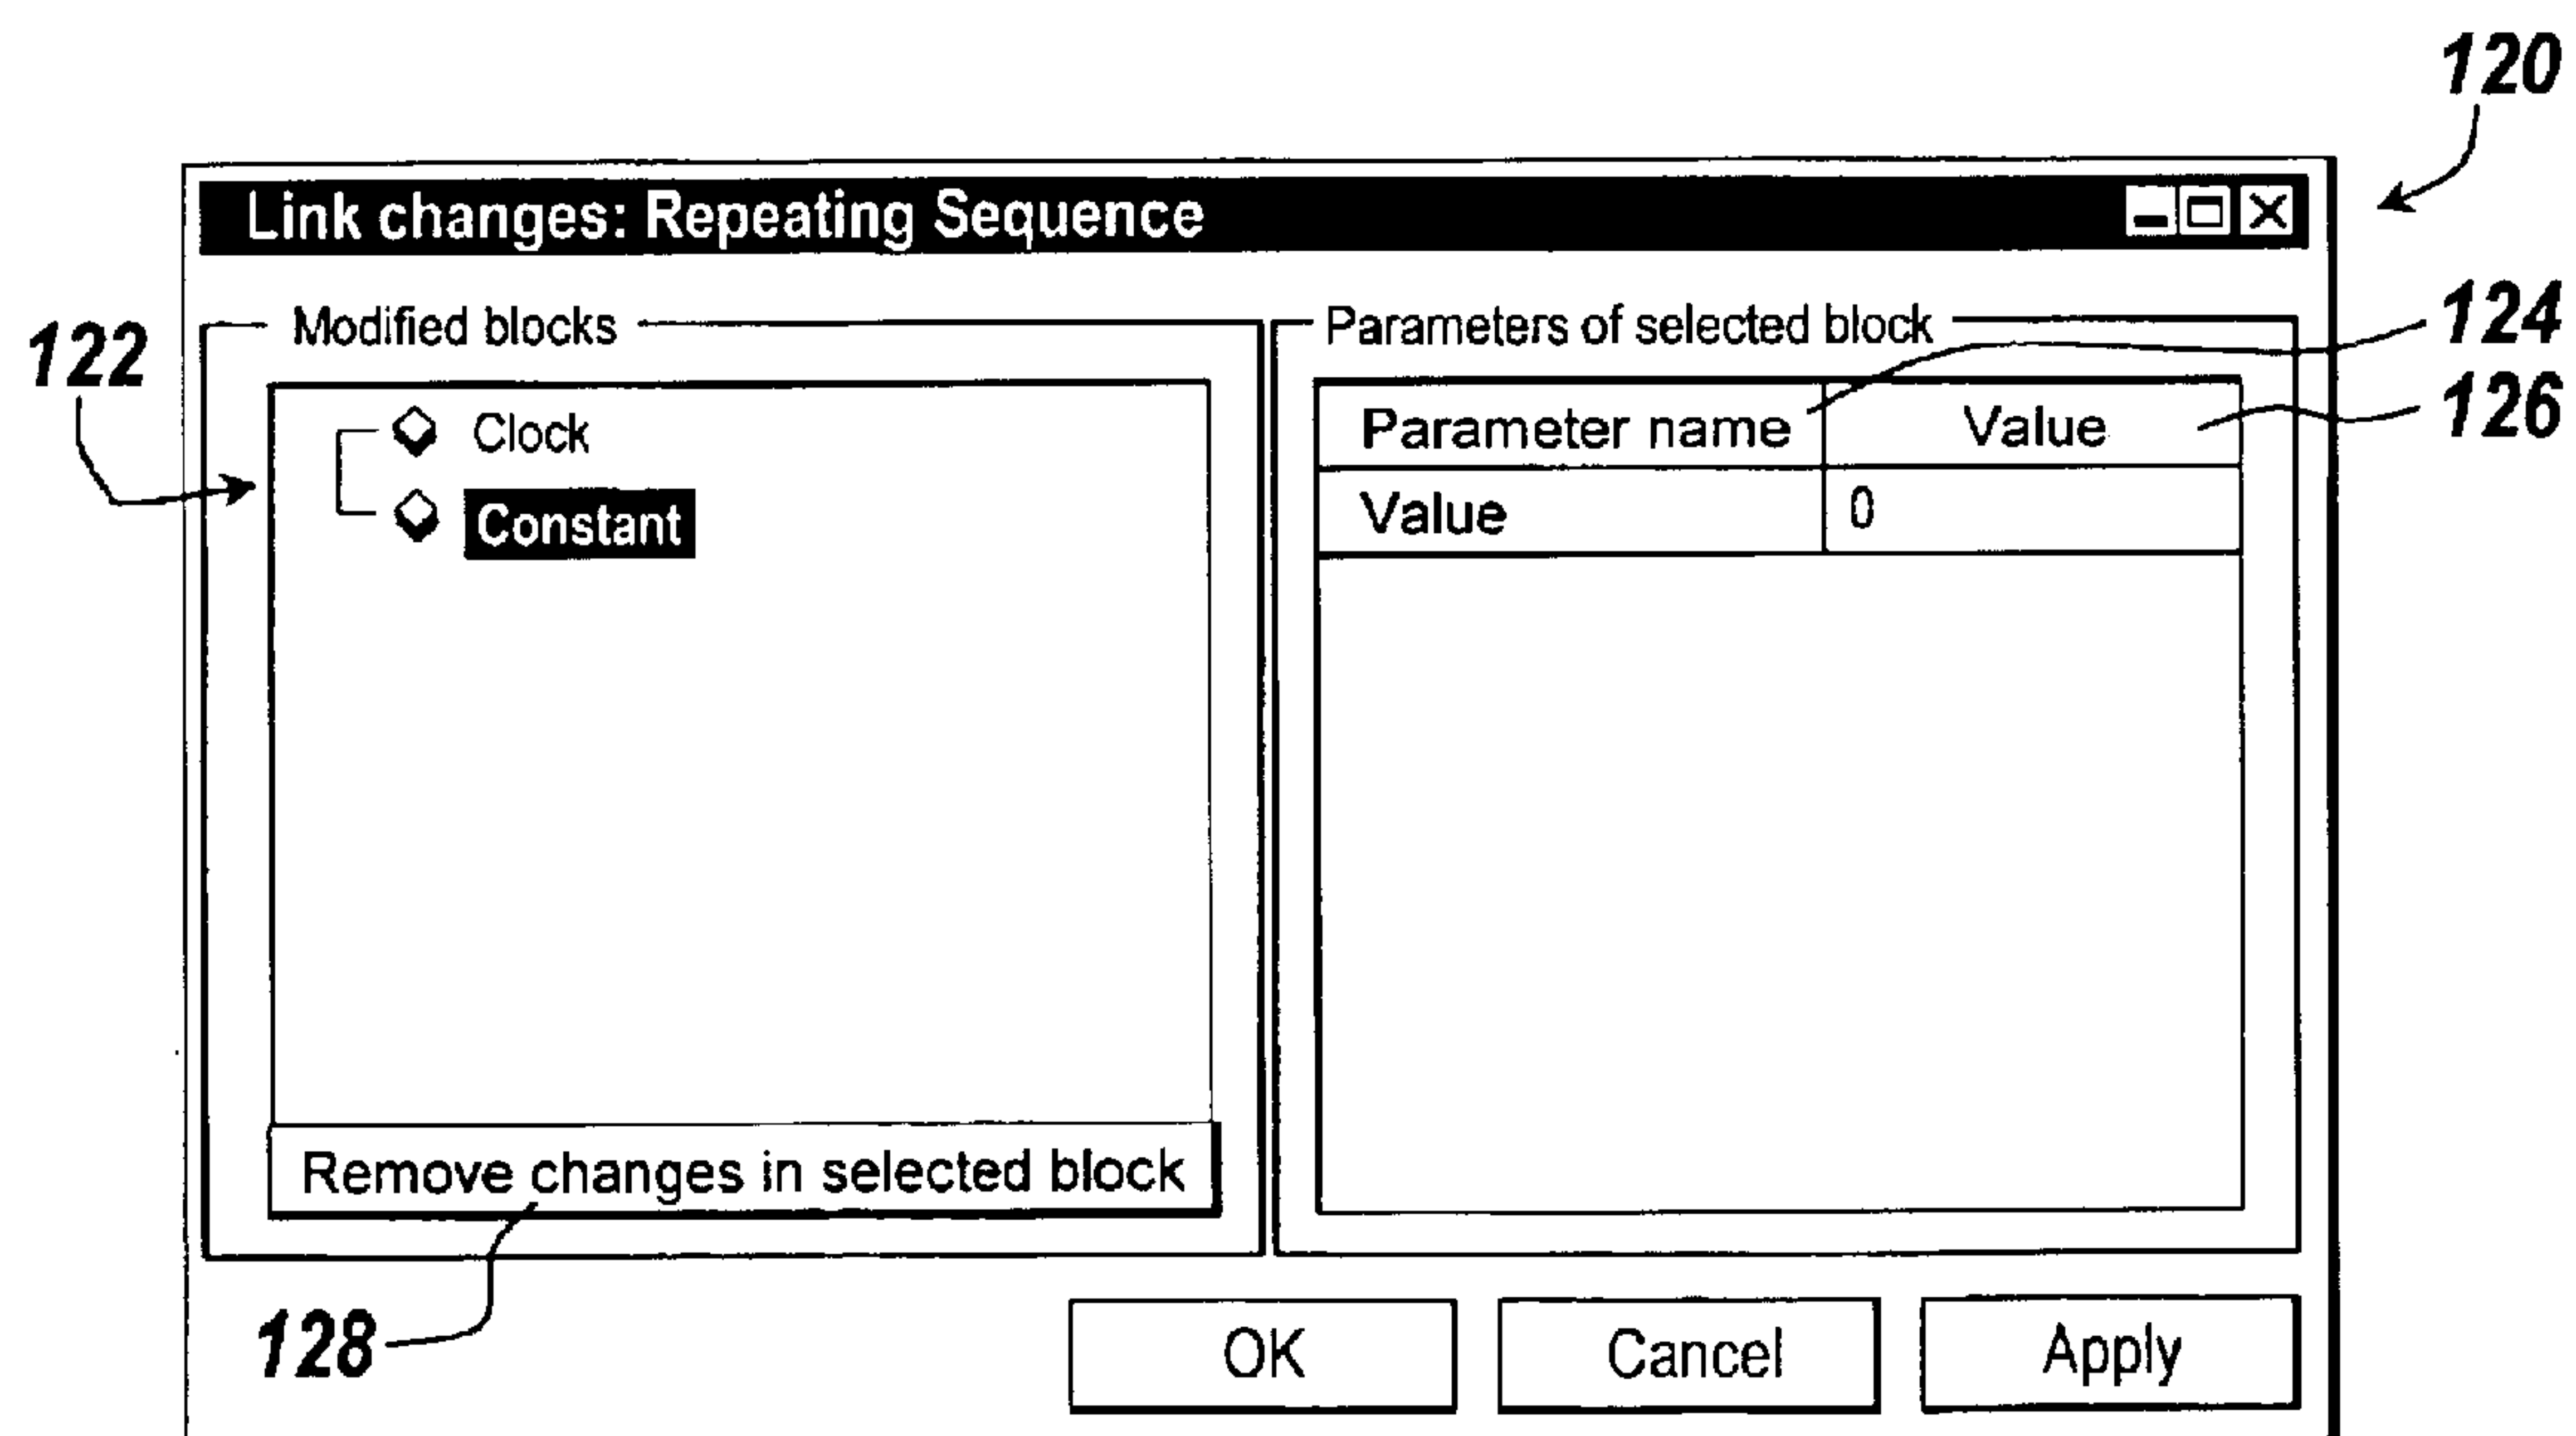 120
Link changes: Repeating Sequence
122
Modified blocks
Clock
Constant
Remove changes in selected block
128
Parameters of selected block
124
126
Parameter name Value
Value 0
OK Cancel Apply